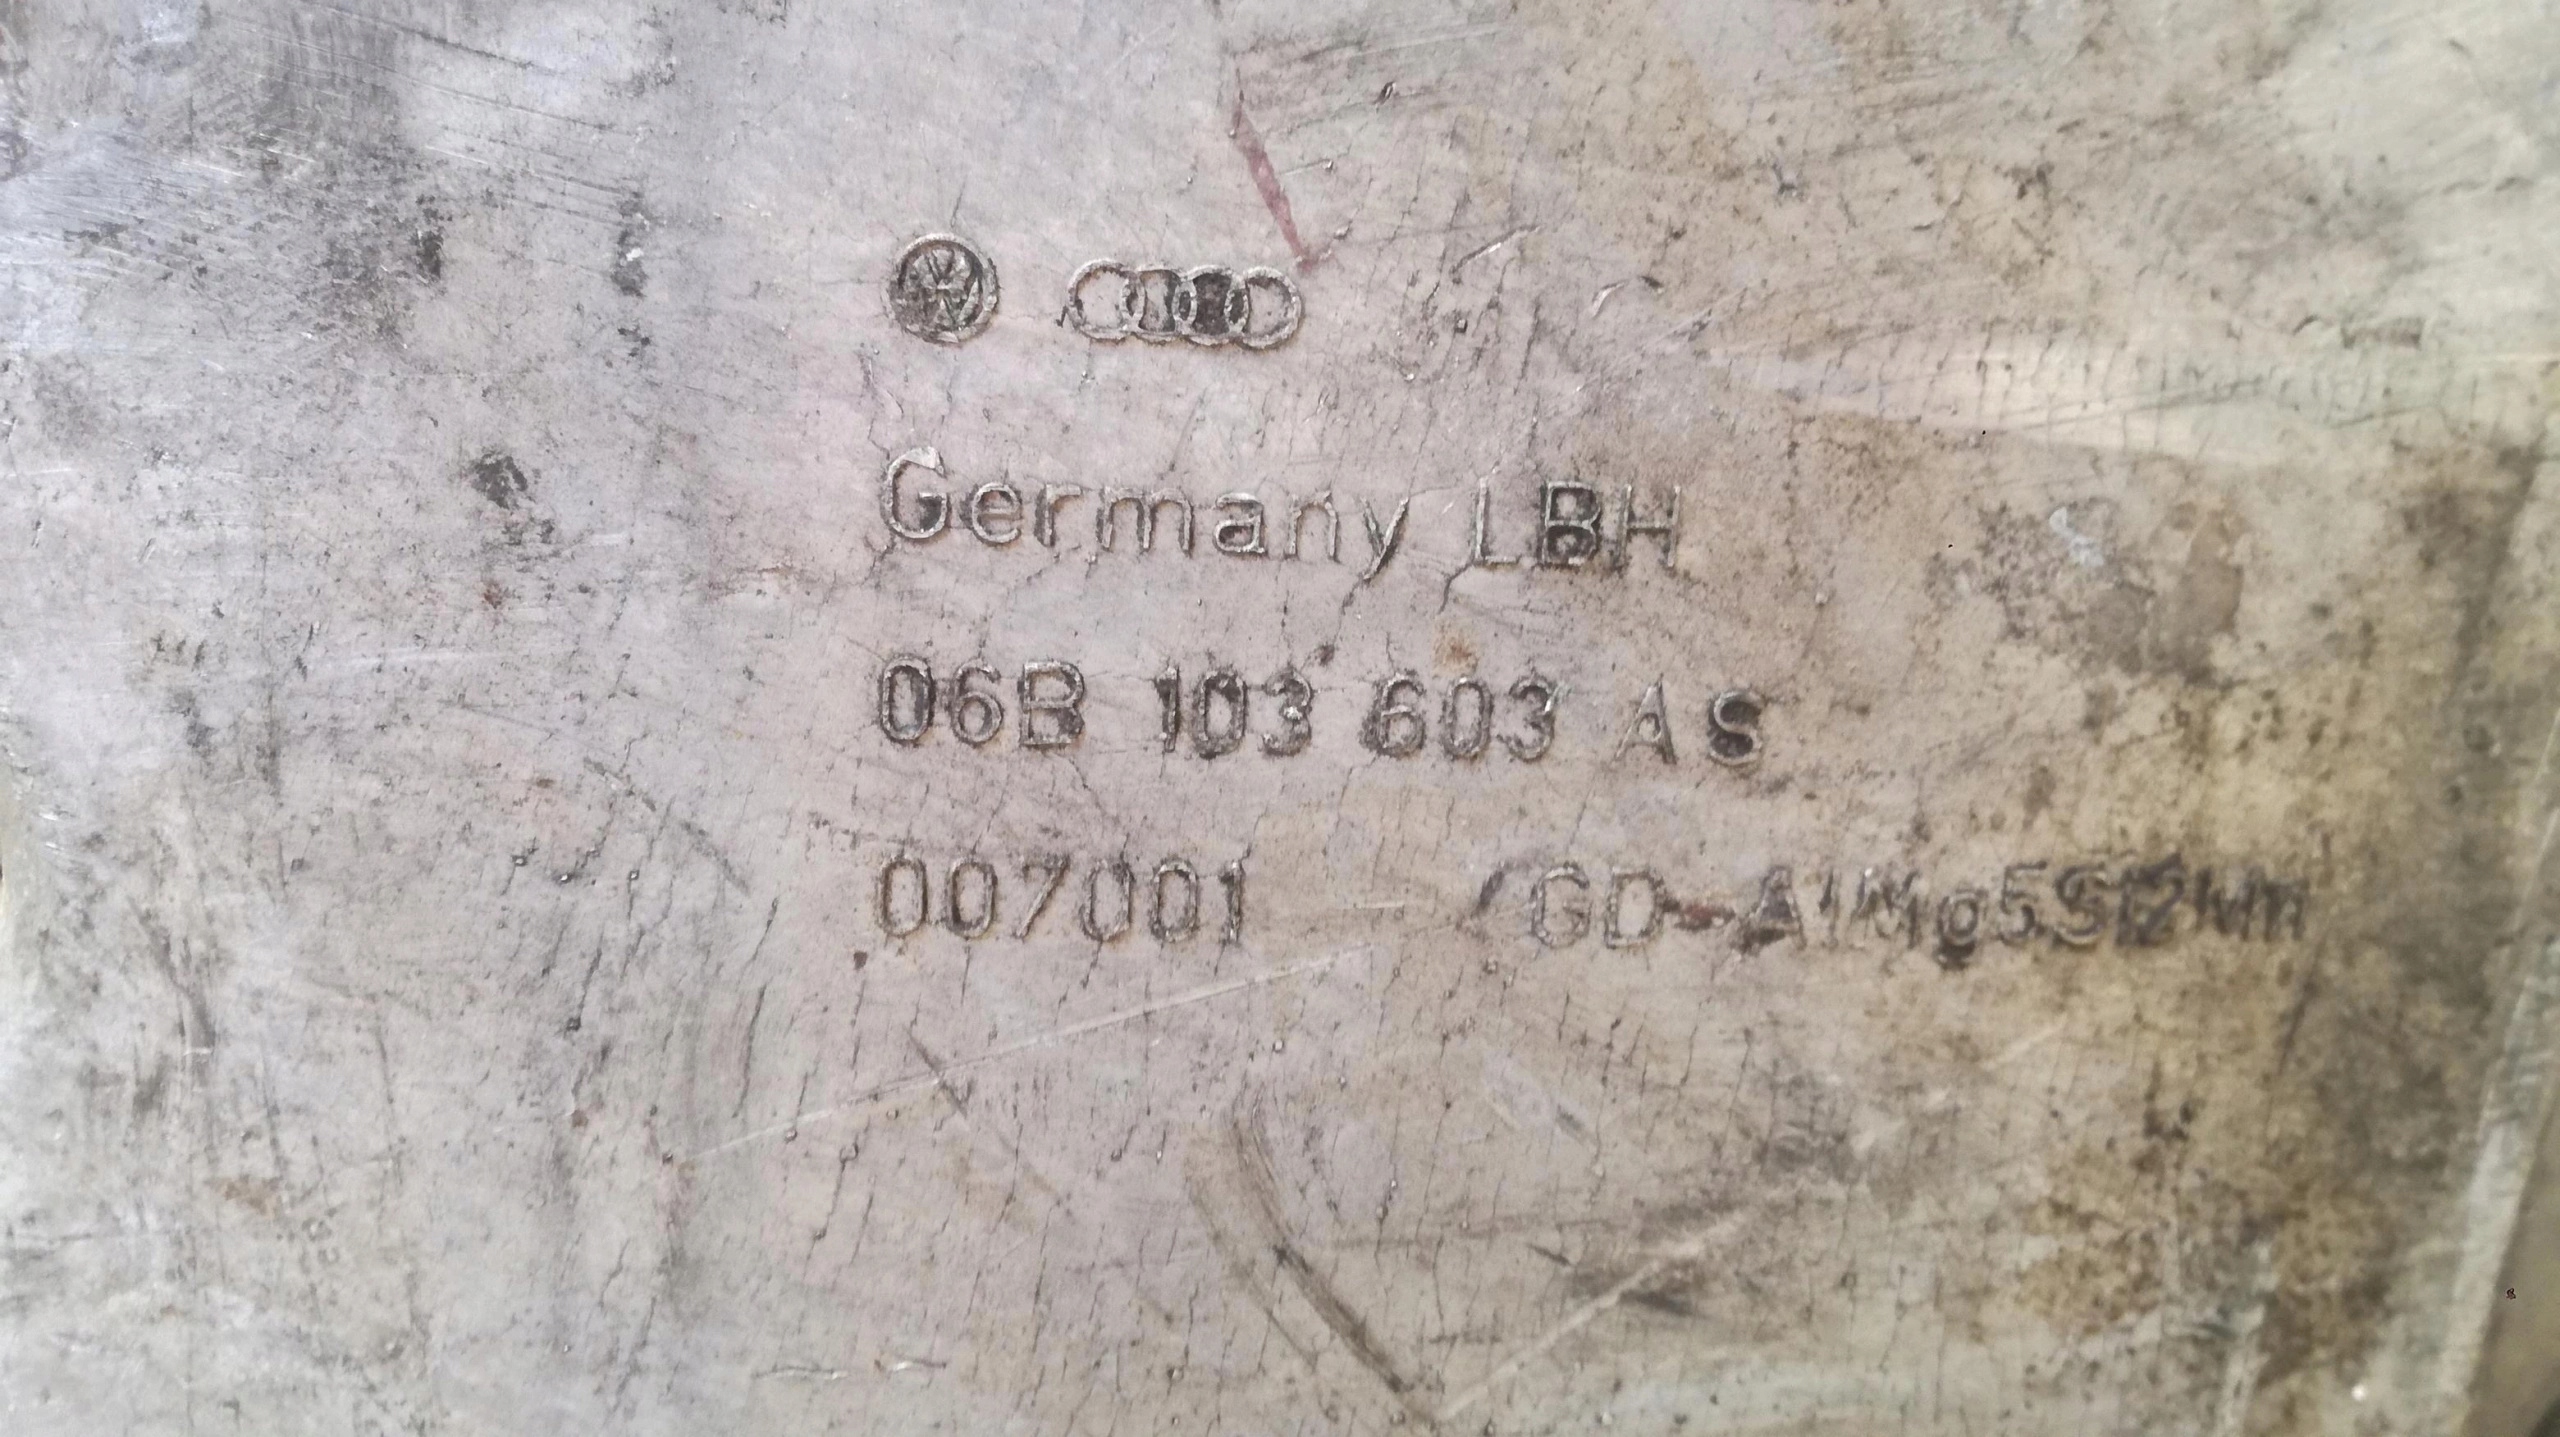 Germany LBH
06B 103 603 AS
007001 GD-AlMg5Si2Mn